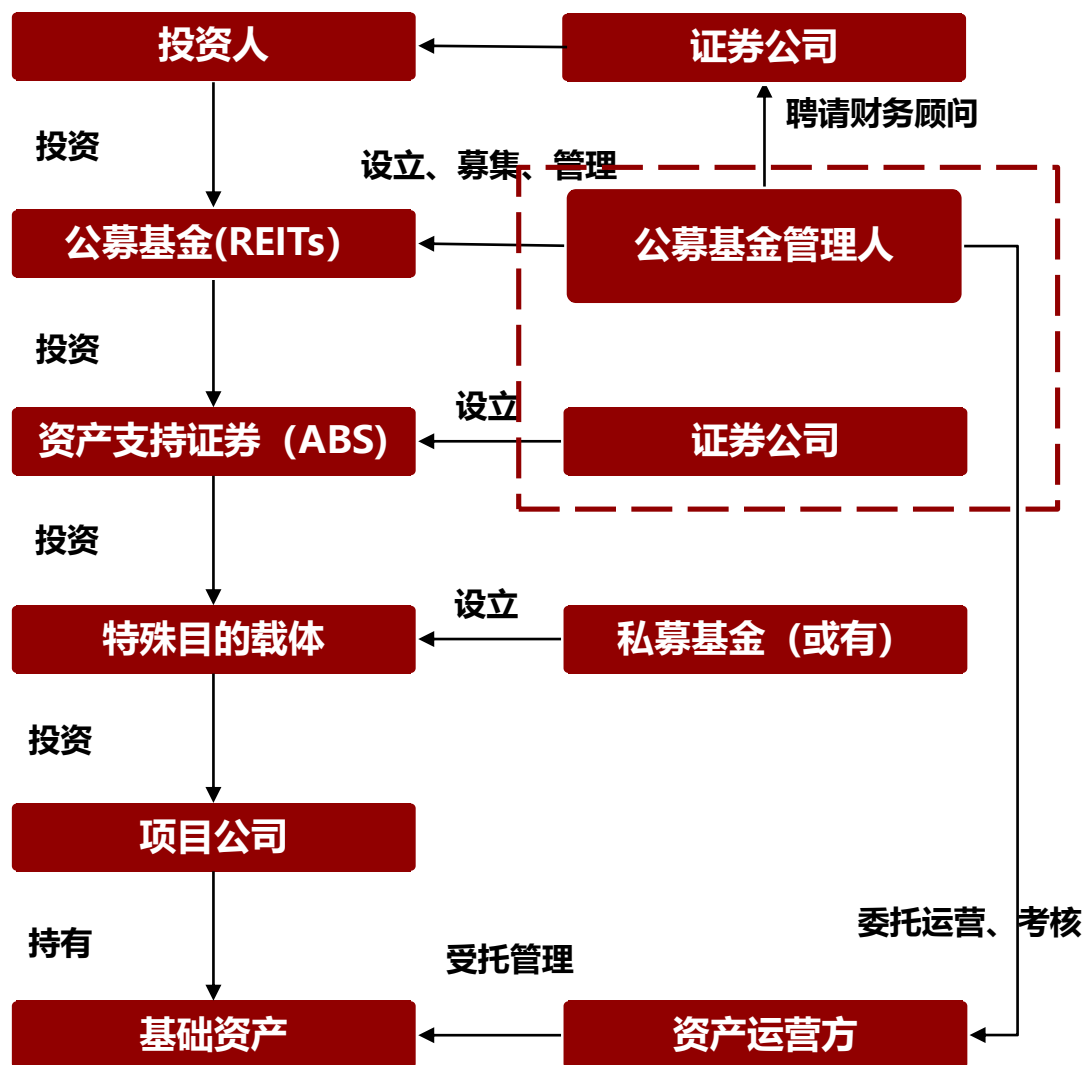 投资人
证券公司
聘请财务顾问
投资
设立、募集、管理
公募基金(REITs）
公募基金管理人
投资
设立
资产支持证券（ABS)
证券公司
投资
设立
特殊目的载体
私募基金（或有）
投资
项目公司
委托运营、考核
持有
受托管理
基础资产
资产运营方